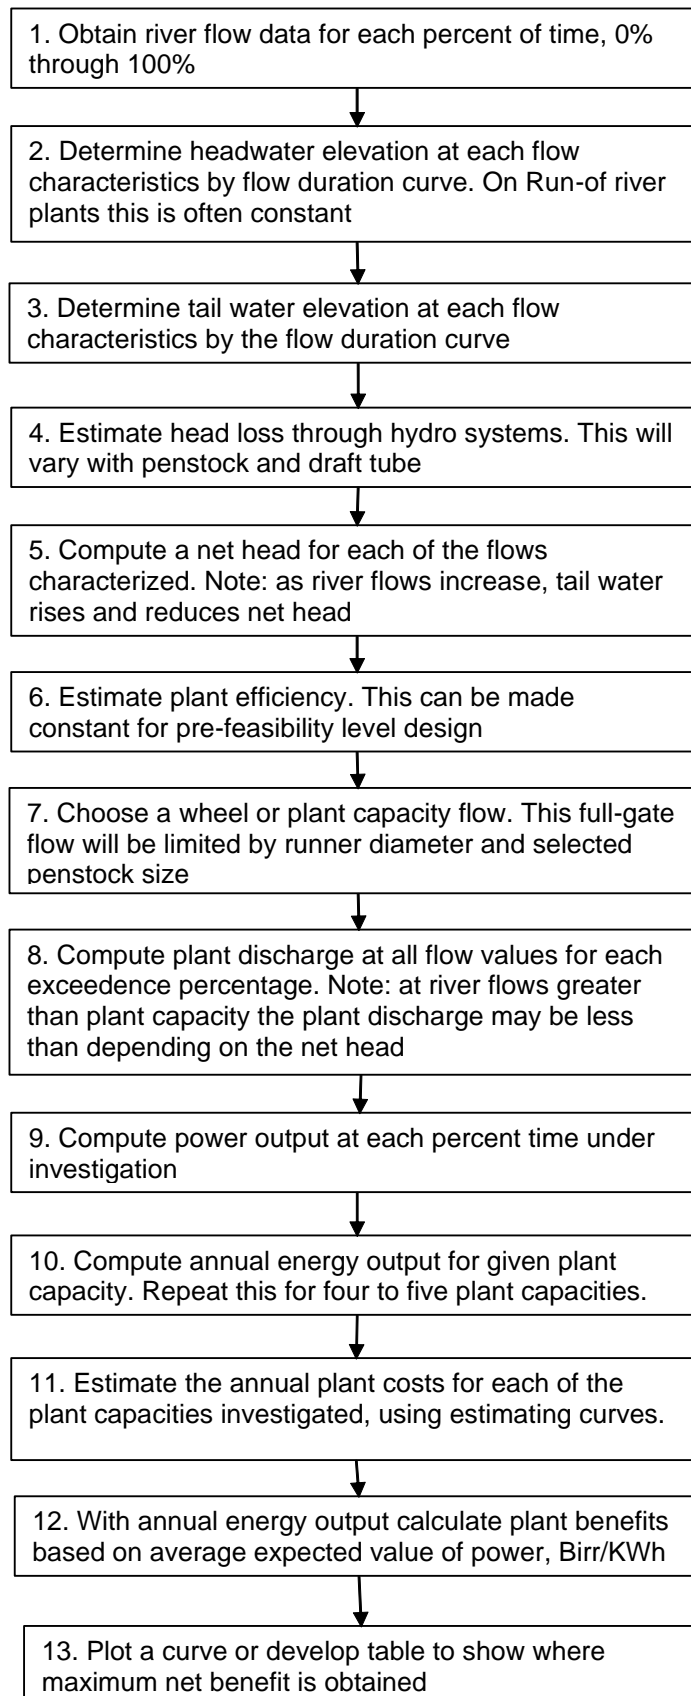 1. Obtain river flow data for each percent of time, 0%
through 100%
2. Determine headwater elevation at each flow
characteristics by flow duration curve. On Run-of river
plants this is often constant
3. Determine tail water elevation at each flow
characteristics by the flow duration curve
4. Estimate head loss through hydro systems. This will
vary with penstock and draft tube
5. Compute a net head for each of the flows
characterized. Note: as river flows increase, tail water
rises and reduces net head
6. Estimate plant efficiency. This can be made
constant for pre-feasibility level design
7. Choose a wheel or plant capacity flow. This full-gate
flow will be limited by runner diameter and selected
penstock size
8. Compute plant discharge at all flow values for each
exceedence percentage. Note: at river flows greater
than plant capacity the plant discharge may be less
than depending on the net head
9. Compute power output at each percent time under
investigation
10. Compute annual energy output for given plant
capacity. Repeat this for four to five plant capacities.
11. Estimate the annual plant costs for each of the
plant capacities investigated, using estimating curves.
12. With annual energy output calculate plant benefits
based on average expected value of power, Birr/KWh
13. Plot a curve or develop table to show where
maximum net benefit is obtained